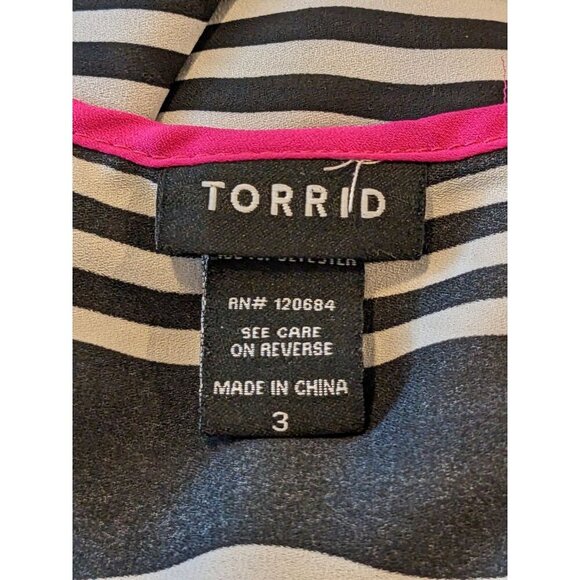 TORRID
RN# 120684
SEE CARE
ON REVERSE
MADE IN CHINA
3